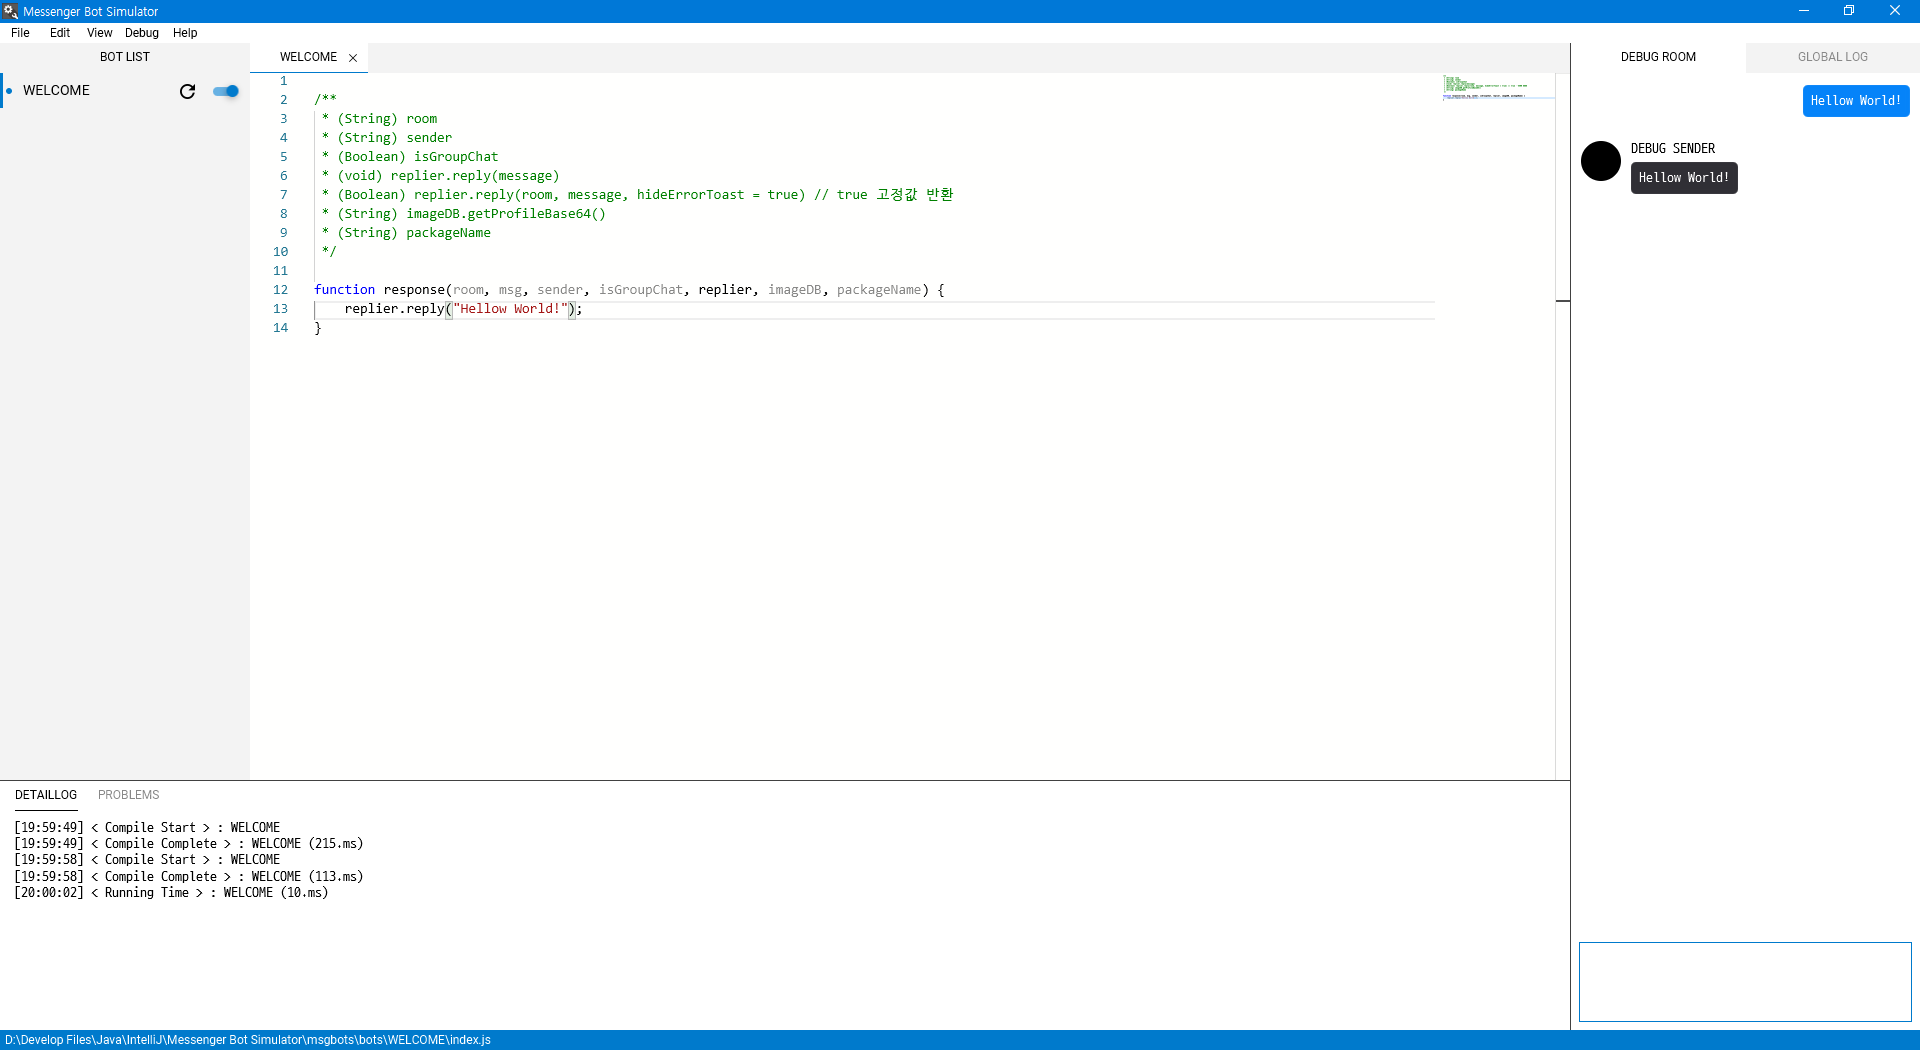 Messenger Bot Simulator
File Edit View Debug Help
BOT LIST
WELCOME
WELCOME
1
2 /**
3 * (String) room
4 * (String) sender
5 * (Boolean) isGroupChat
6 * (void) replier.reply(message)
7 * (Boolean) replier.reply(room, message, hideErrorToast = true) // true 고정값 반환
8 * (String) imageDB.getProfileBase64()
9 * (String) packageName
10 */
11
12 function response(room, msg, sender, isGroupChat, replier, imageDB, packageName) {
13 replier.reply("Hellow World!");
14 }
DEBUG ROOM GLOBAL LOG
Hellow World!
DEBUG SENDER
Hellow World!
DETAILLOG PROBLEMS
[19:59:49] < Compile Start > : WELCOME
[19:59:49] < Compile Complete > : WELCOME (215.ms)
[19:59:58] < Compile Start > : WELCOME
[19:59:58] < Compile Complete > : WELCOME (113.ms)
[20:00:02] < Running Time > : WELCOME (10.ms)
D:\Develop Files\Java\IntelliJ\Messenger Bot Simulator\msgbots\bots\WELCOME\index.js